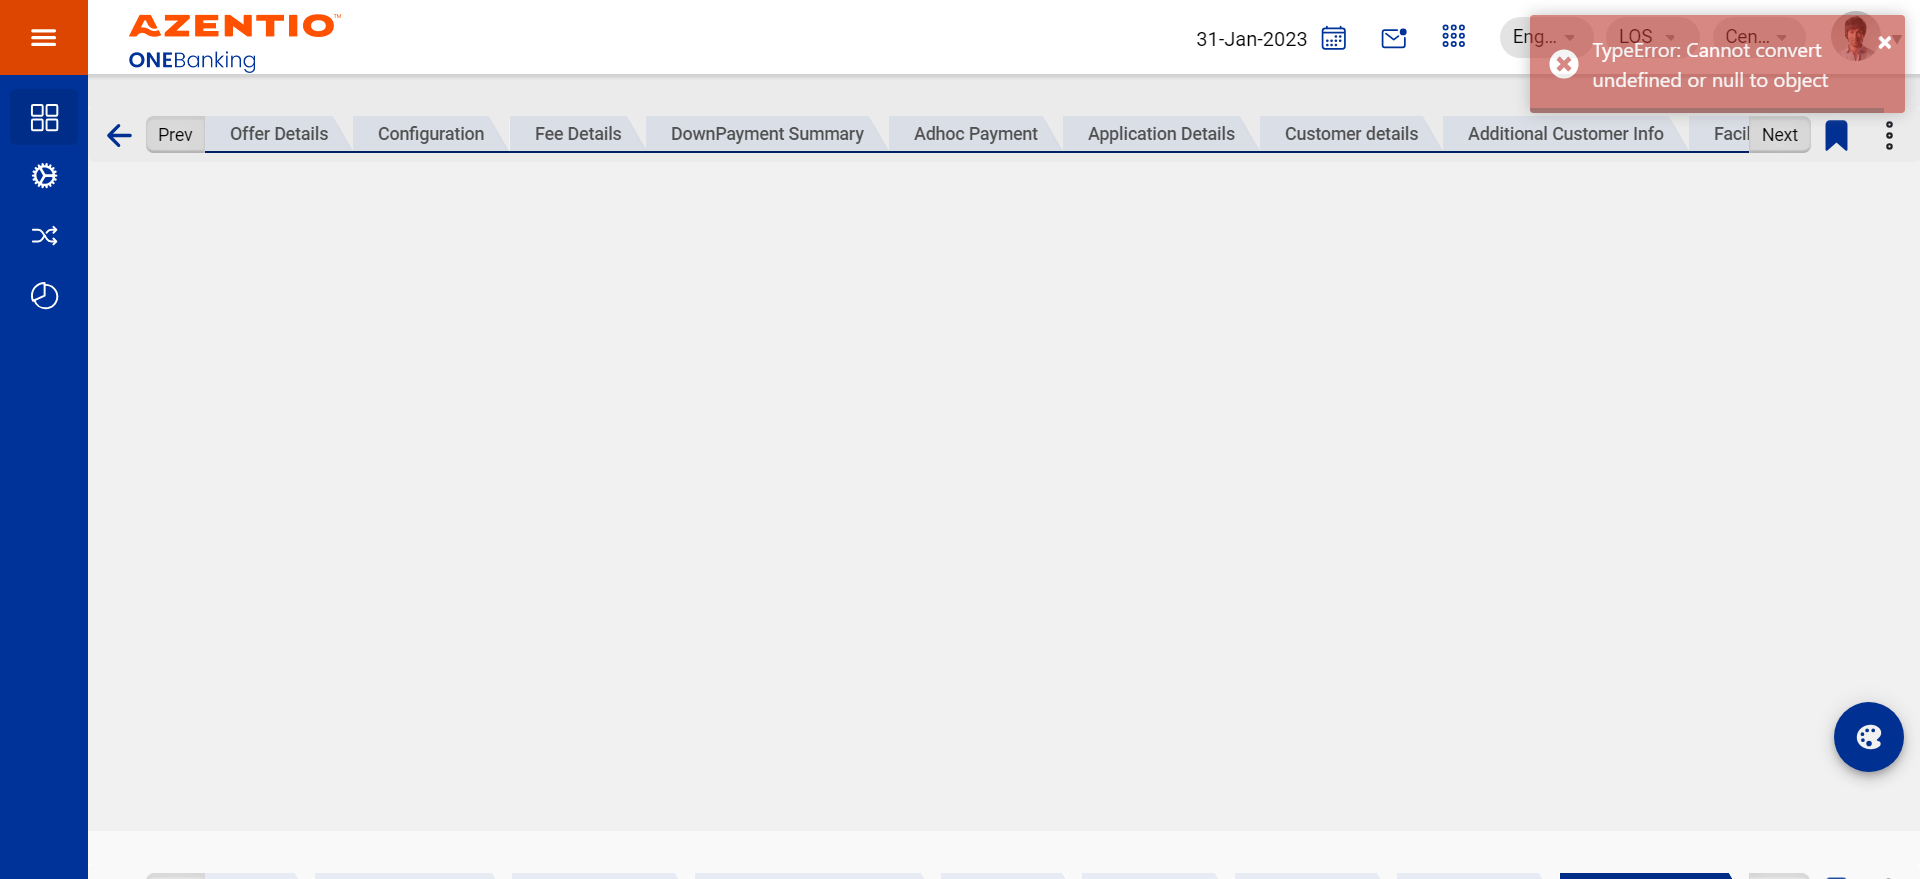 AZENTIO™
ONEBanking
31-Jan-2023
Eng...
LOS
Cen...
TypeError: Cannot convert
undefined or null to object
Prev
Offer Details
Configuration
Fee Details
DownPayment Summary
Adhoc Payment
Application Details
Customer details
Additional Customer Info
Facil
Next